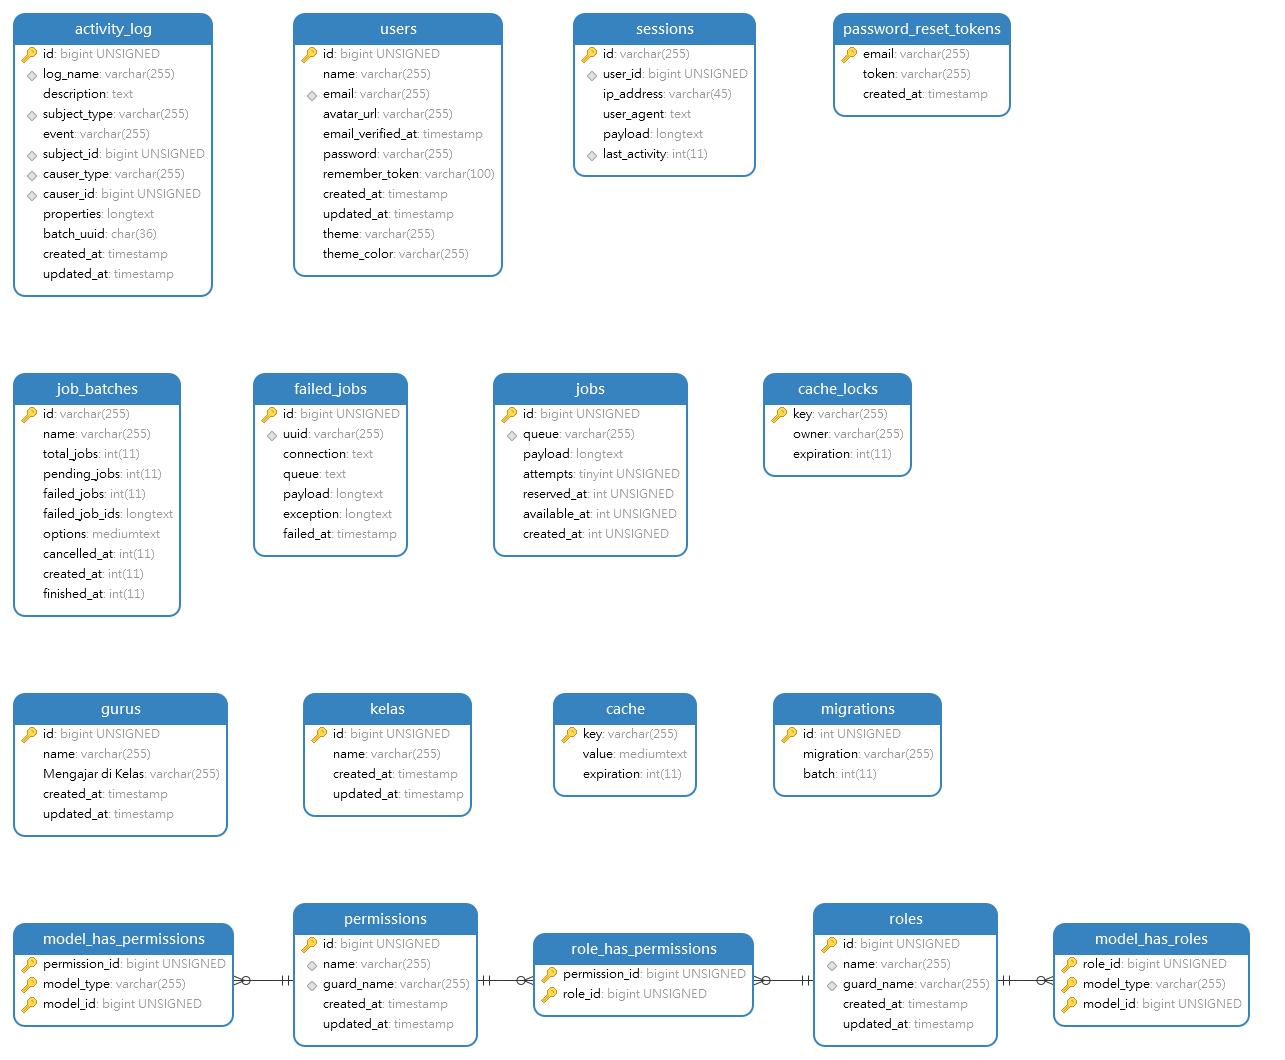 activity_log
id: bigint UNSIGNED
log_name: varchar(255)
description: text
subject_type: varchar(255)
event: varchar(255)
subject_id: bigint UNSIGNED
causer_type: varchar(255)
causer_id: bigint UNSIGNED
properties: longtext
batch_uuid: char(36)
created_at: timestamp
updated_at: timestamp
users
id: bigint UNSIGNED
name: varchar(255)
email: varchar(255)
avatar_url: varchar(255)
email_verified_at: timestamp
password: varchar(255)
remember_token: varchar(100)
created_at: timestamp
updated_at: timestamp
theme: varchar(255)
theme_color: varchar(255)
sessions
id: varchar(255)
user_id: bigint UNSIGNED
ip_address: varchar(45)
user_agent: text
payload: longtext
last_activity: int(11)
password_reset_tokens
email: varchar(255)
token: varchar(255)
created_at: timestamp
job_batches
id: varchar(255)
name: varchar(255)
total_jobs: int(11)
pending_jobs: int(11)
failed_jobs: int(11)
failed_job_ids: longtext
options: mediumtext
cancelled_at: int(11)
created_at: int(11)
finished_at: int(11)
failed_jobs
id: bigint UNSIGNED
uuid: varchar(255)
connection: text
queue: text
payload: longtext
exception: longtext
failed_at: timestamp
jobs
id: bigint UNSIGNED
queue: varchar(255)
payload: longtext
attempts: tinyint UNSIGNED
reserved_at: int UNSIGNED
available_at: int UNSIGNED
created_at: int UNSIGNED
cache_locks
key: varchar(255)
owner: varchar(255)
expiration: int(11)
gurus
id: bigint UNSIGNED
name: varchar(255)
Mengajar di Kelas: varchar(255)
created_at: timestamp
updated_at: timestamp
kelas
id: bigint UNSIGNED
name: varchar(255)
created_at: timestamp
updated_at: timestamp
cache
key: varchar(255)
value: mediumtext
expiration: int(11)
migrations
id: int UNSIGNED
migration: varchar(255)
batch: int(11)
model_has_permissions
permission_id: bigint UNSIGNED
model_type: varchar(255)
model_id: bigint UNSIGNED
permissions
id: bigint UNSIGNED
name: varchar(255)
guard_name: varchar(255)
created_at: timestamp
updated_at: timestamp
role_has_permissions
permission_id: bigint UNSIGNED
role_id: bigint UNSIGNED
roles
id: bigint UNSIGNED
name: varchar(255)
guard_name: varchar(255)
created_at: timestamp
updated_at: timestamp
model_has_roles
role_id: bigint UNSIGNED
model_type: varchar(255)
model_id: bigint UNSIGNED